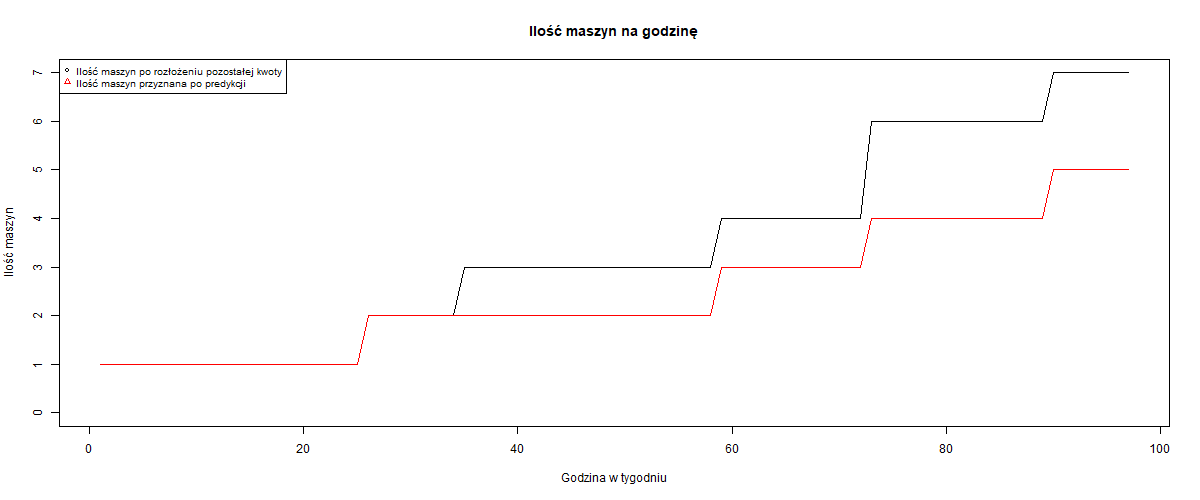 Ilość maszyn na godzinę
Ilość maszyn po rozłożeniu pozostałej kwoty
Ilość maszyn przyznana po predykcji
Ilość maszyn
7
6
5
4
3
2
1
0
0 20 40 60 80 100
Godzina w tygodniu